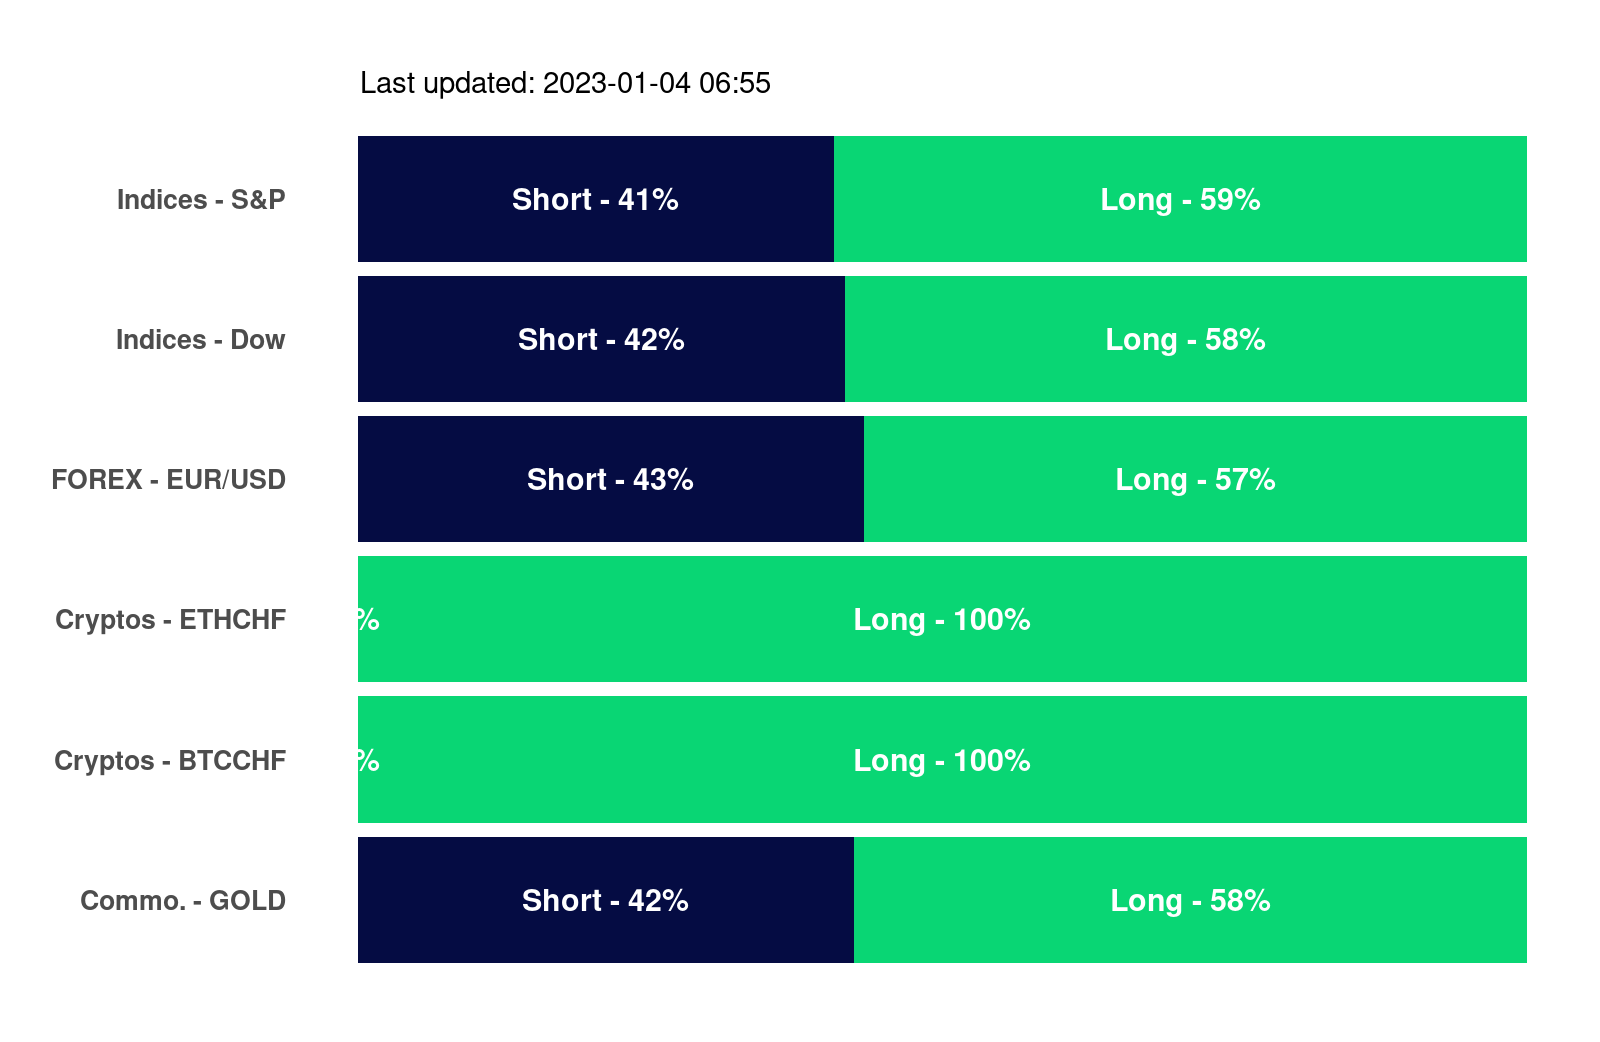 Last updated: 2023-01-04 06:55
Indices - S&P Short - 41% Long - 59%
Indices - Dow Short - 42% Long - 58%
FOREX - EUR/USD Short - 43% Long - 57%
Cryptos - ETHCHF % Long - 100%
Cryptos - BTCCHF % Long - 100%
Commo. - GOLD Short - 42% Long - 58%